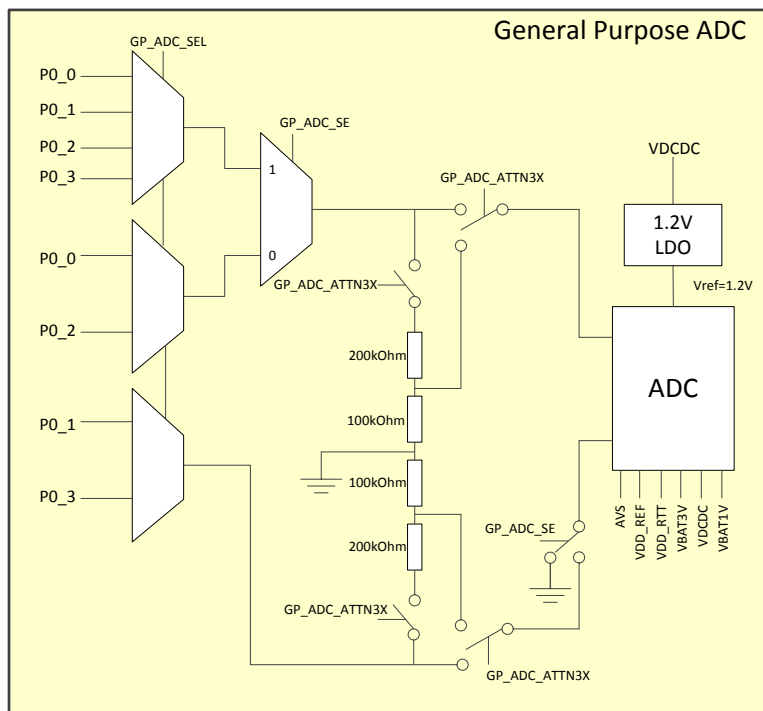 General Purpose ADC
GP_ADC_SEL
P0_0
P0_1
P0_2
P0_3
GP_ADC_SE
1
0
P0_0
P0_2
P0_1
P0_3
GP_ADC_ATTN3X
GP_ADC_ATTN3X
200kOhm
100kOhm
100kOhm
200kOhm
GP_ADC_ATTN3X
GP_ADC_ATTN3X
GP_ADC_SE
VDCDC
1.2V
LDO
Vref=1.2V
ADC
AVS
VDD_REF
VDD_RTT
VBAT3V
VDCDC
VBAT1V